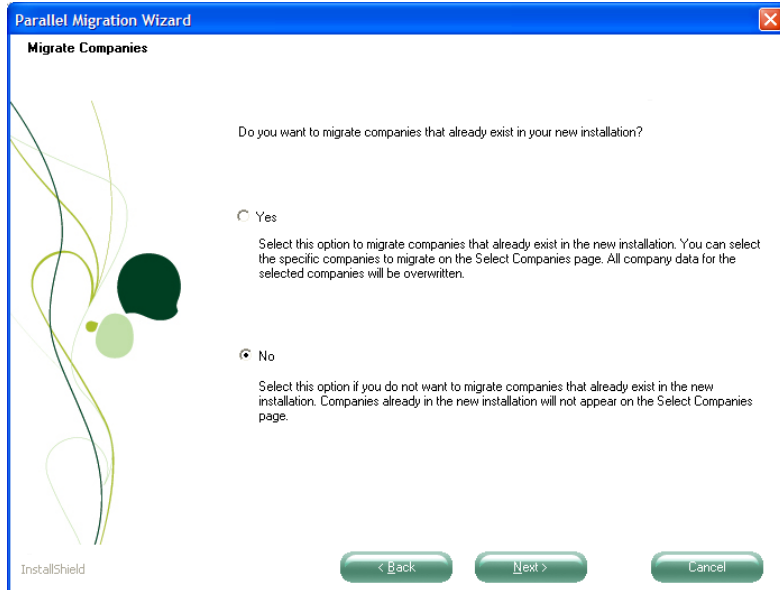 Parallel Migration Wizard
Migrate Companies
Do you want to migrate companies that already exist in your new installation?
Yes
Select this option to migrate companies that already exist in the new installation. You can select
the specific companies to migrate on the Select Companies page. All company data for the
selected companies will be overwritten.
No
Select this option if you do not want to migrate companies that already exist in the new
installation. Companies already in the new installation will not appear on the Select Companies
page.
InstallShield
< Back
Next >
Cancel